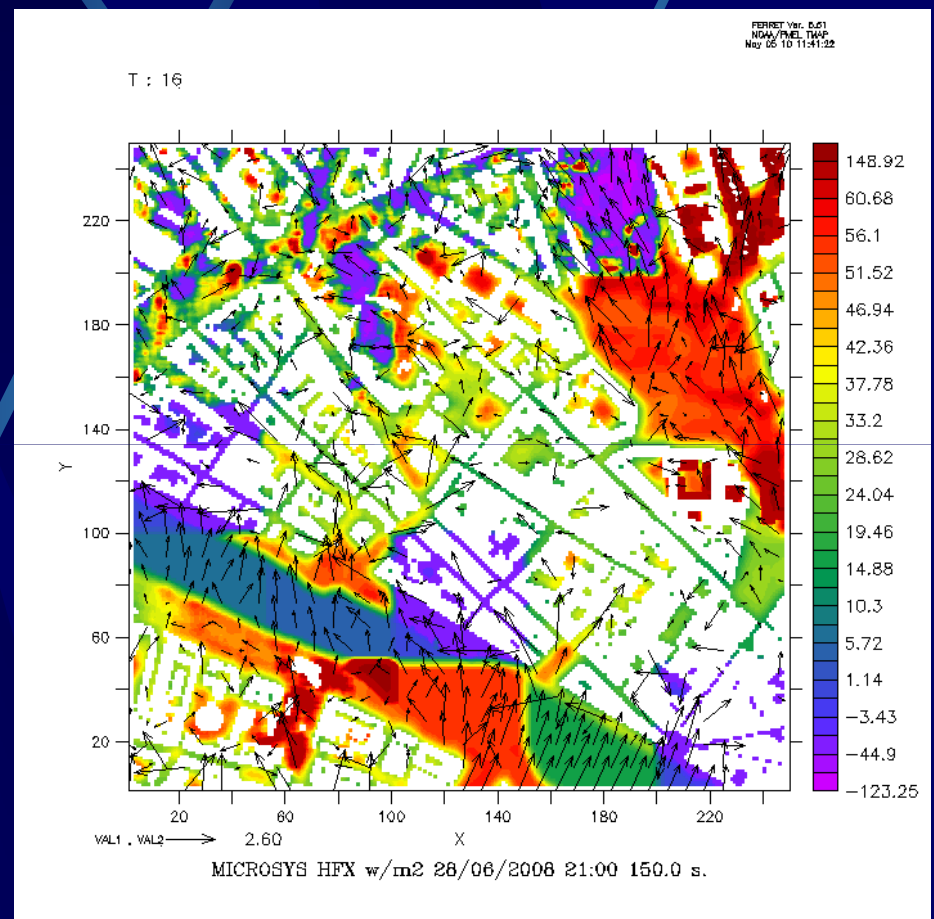 FERRET Ver. 6.61
NOAA/PMEL TMAP
May 05 10 11:41:22
T : 16
148.92
60.68
56.1
51.52
46.94
42.36
37.78
33.2
28.62
24.04
19.46
14.88
10.3
5.72
1.14
-3.43
-44.9
-123.25
220
180
140
100
60
20
Y
20 60 100 140 180 220
X
VAL1 , VAL2 2.60
MICROSYS HFX w/m2 28/06/2008 21:00 150.0 s.